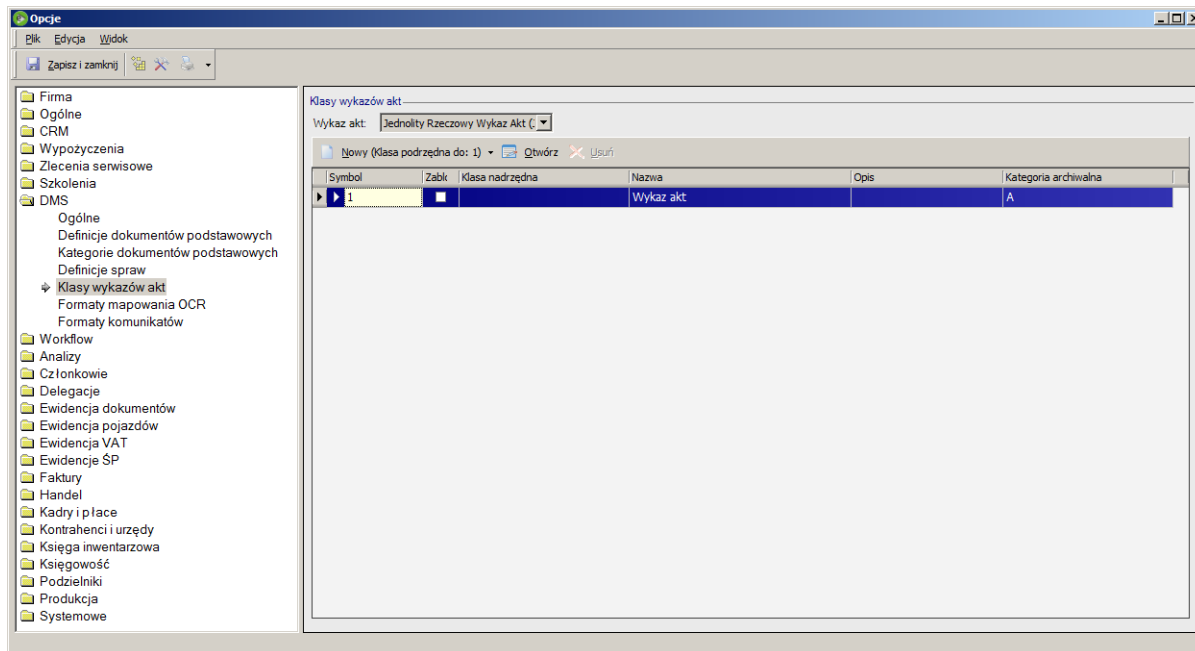 Opcje
Plik Edycja Widok
Zapisz i zamknij
Firma
Ogólne
CRM
Wypożyczenia
Zlecenia serwisowe
Szkolenia
DMS
Ogólne
Definicje dokumentów podstawowych
Kategorie dokumentów podstawowych
Definicje spraw
Klasy wykazów akt
Formaty mapowania OCR
Formaty komunikatów
Workflow
Analizy
Członkowie
Delegacje
Ewidencja dokumentów
Ewidencja pojazdów
Ewidencja VAT
Ewidencje ŚP
Faktury
Handel
Kadry i płace
Kontrahenci i urzędy
Księga inwentarzowa
Księgowość
Podzielniki
Produkcja
Systemowe
Klasy wykazów akt
Wykaz akt: Jednolity Rzeczowy Wykaz Akt (
Nowy (Klasa podrzędna do: 1) Otwórz Usuń
Symbol Zablc Klasa nadrzędna Nazwa Opis Kategoria archiwalna
1 Wykaz akt A